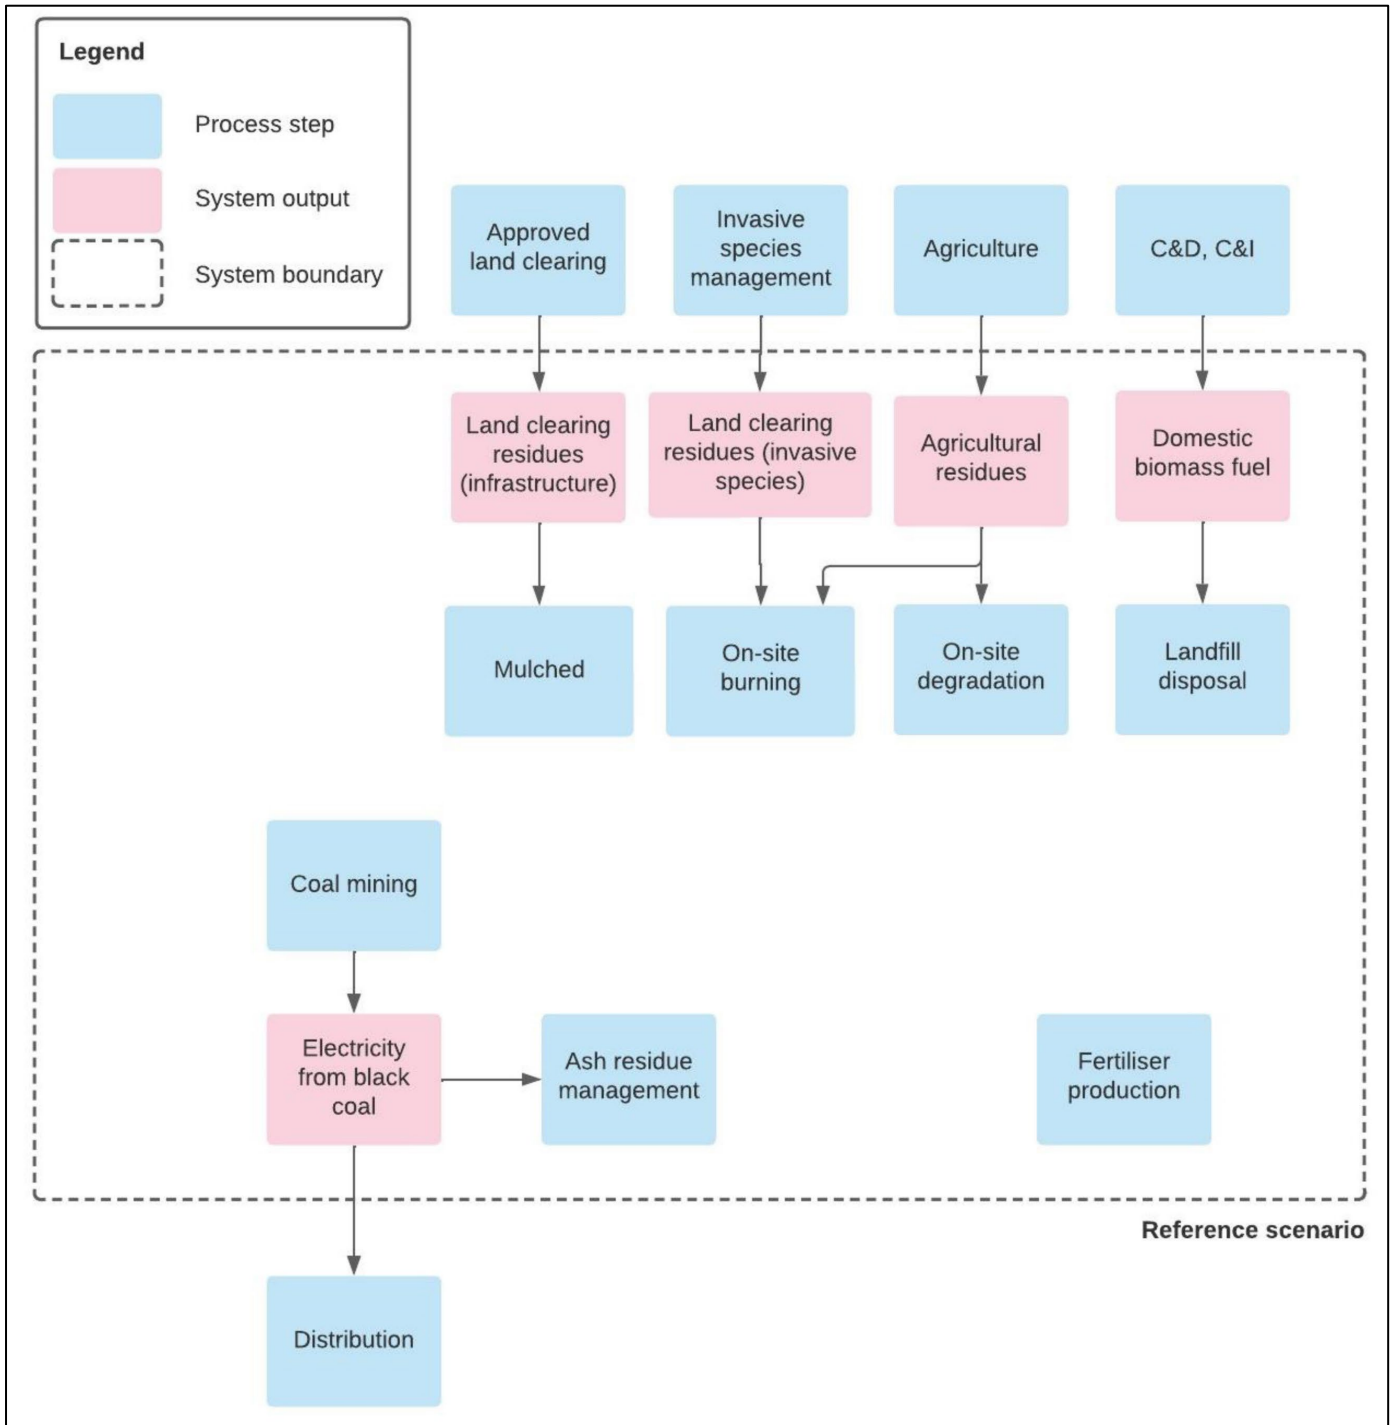 Legend
Process step
System output
System boundary
Approved
land clearing
Invasive
species
management
Agriculture
C&D, C&I
Land clearing
residues
(infrastructure)
Land clearing
residues (invasive
species)
Agricultural
residues
Domestic
biomass fuel
Mulched
On-site
burning
On-site
degradation
Landfill
disposal
Coal mining
Electricity
from black
coal
Ash residue
management
Fertiliser
production
Reference scenario
Distribution